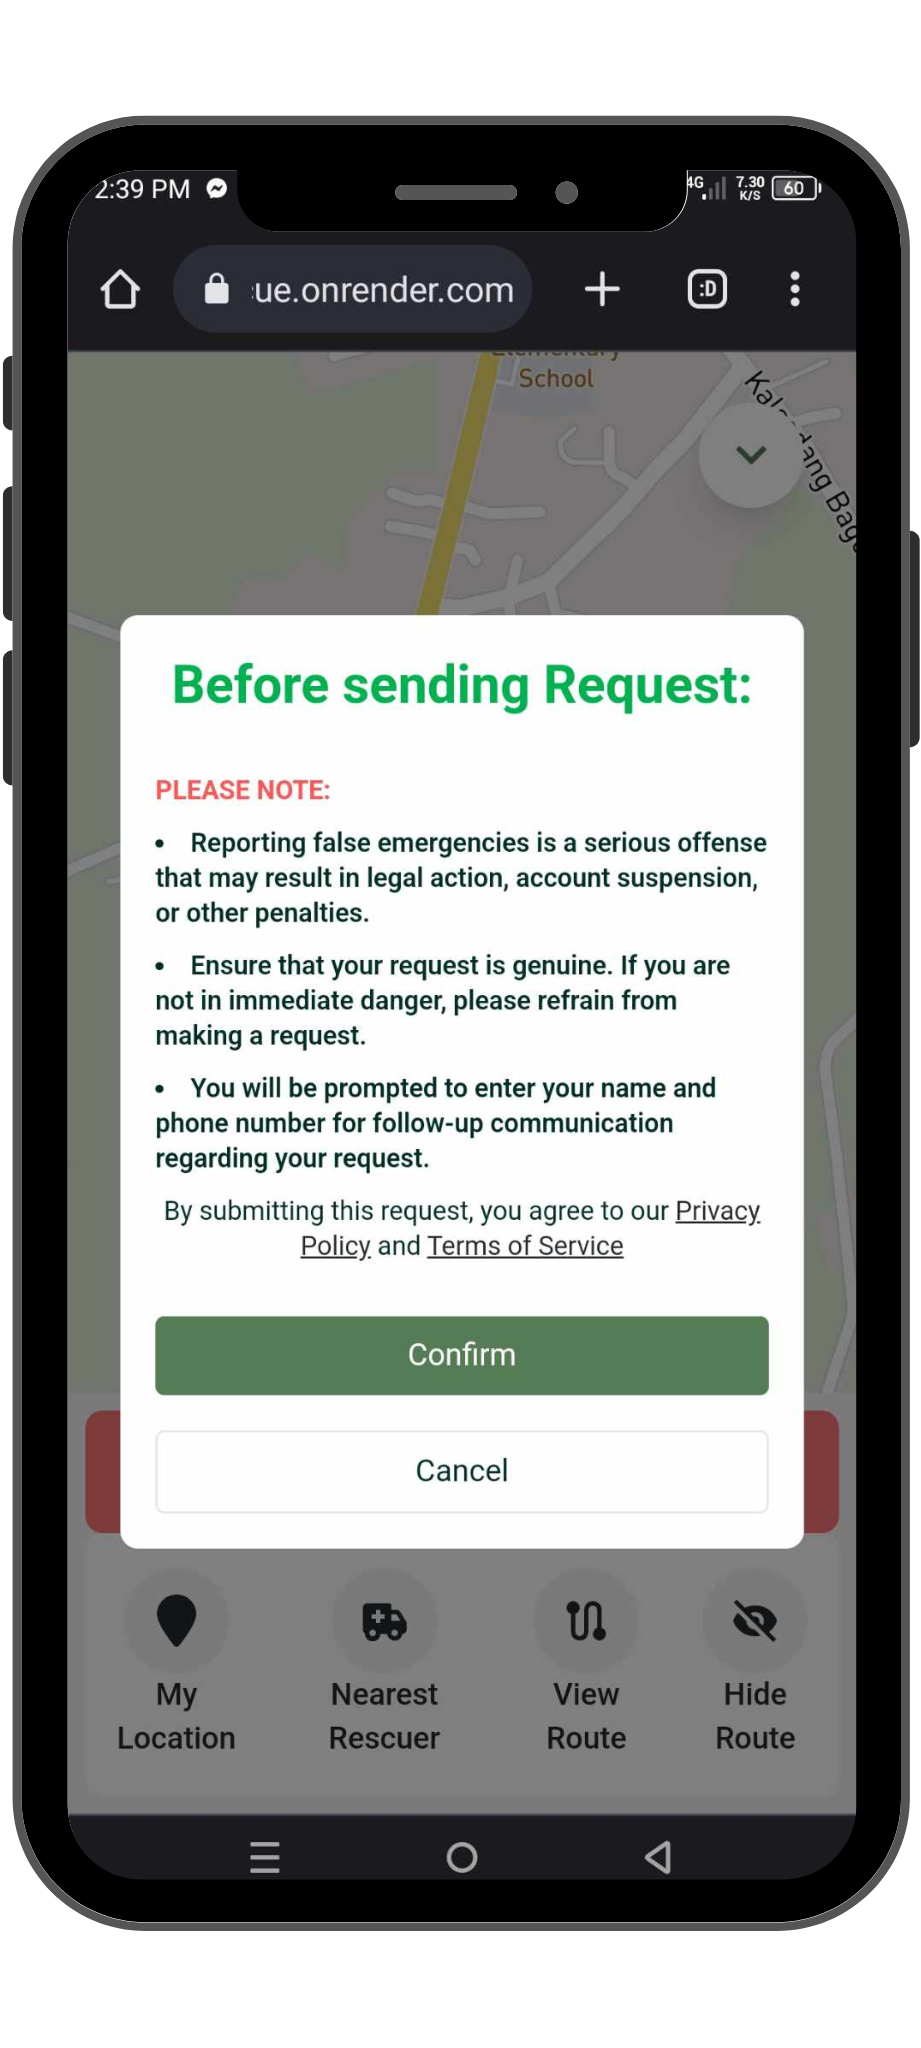 2:39 PM
4G 7.30 K/S 60
ue.onrender.com
:D
Elementary
School
Before sending Request:
PLEASE NOTE:
• Reporting false emergencies is a serious offense
that may result in legal action, account suspension,
or other penalties.
• Ensure that your request is genuine. If you are
not in immediate danger, please refrain from
making a request.
• You will be prompted to enter your name and
phone number for follow-up communication
regarding your request.
By submitting this request, you agree to our Privacy
Policy and Terms of Service
Confirm
Cancel
My
Location
Nearest
Rescuer
View
Route
Hide
Route